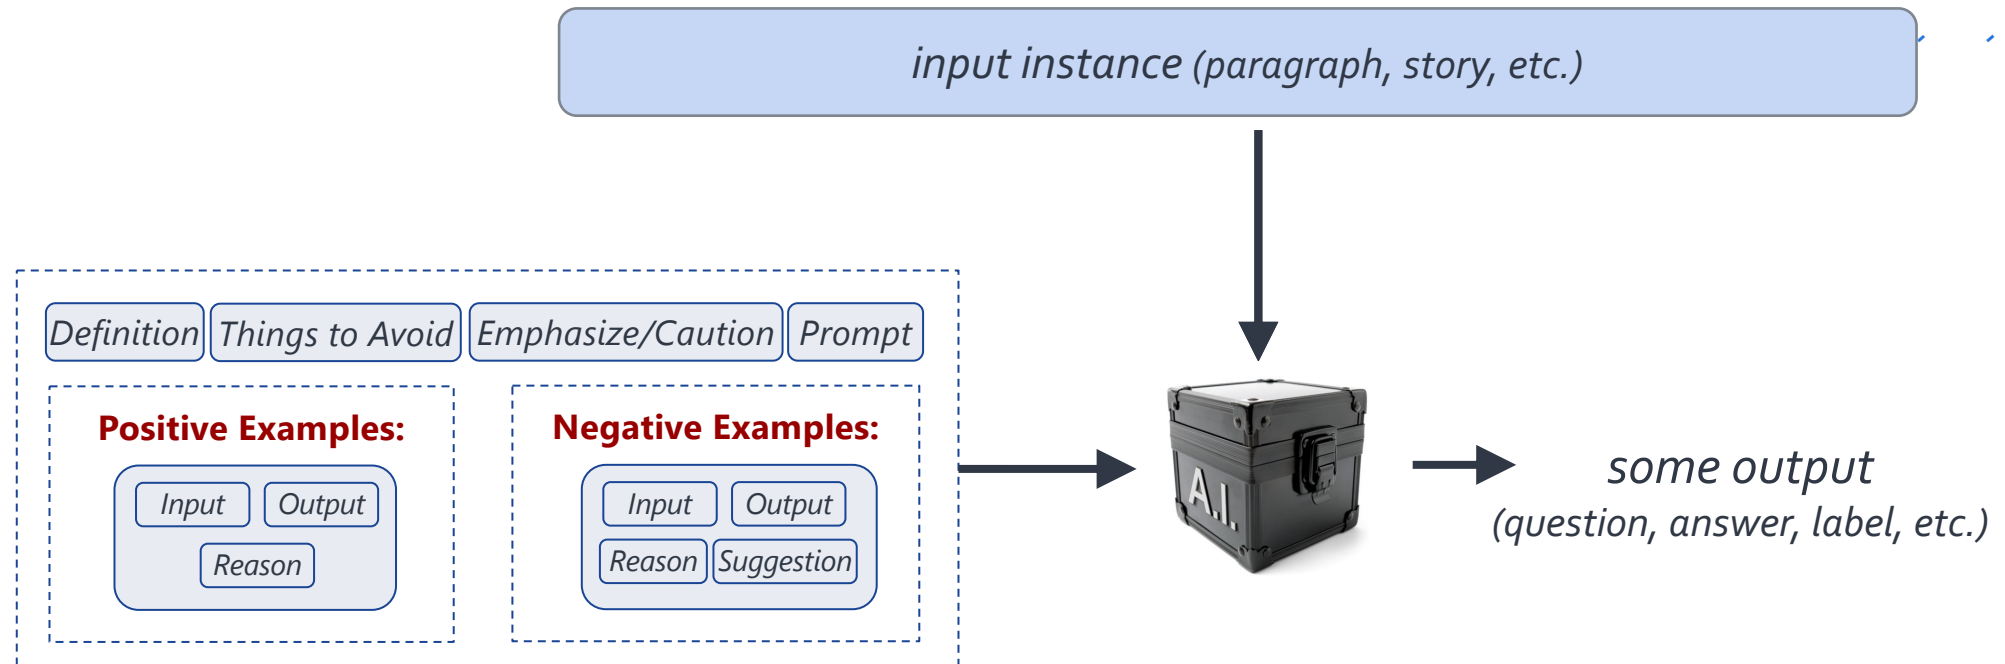 input instance (paragraph, story, etc.)
Definition Things to Avoid Emphasize/Caution Prompt
Positive Examples:
Input Output
Reason
Negative Examples:
Input Output
Reason Suggestion
A.I.
some output
(question, answer, label, etc.)